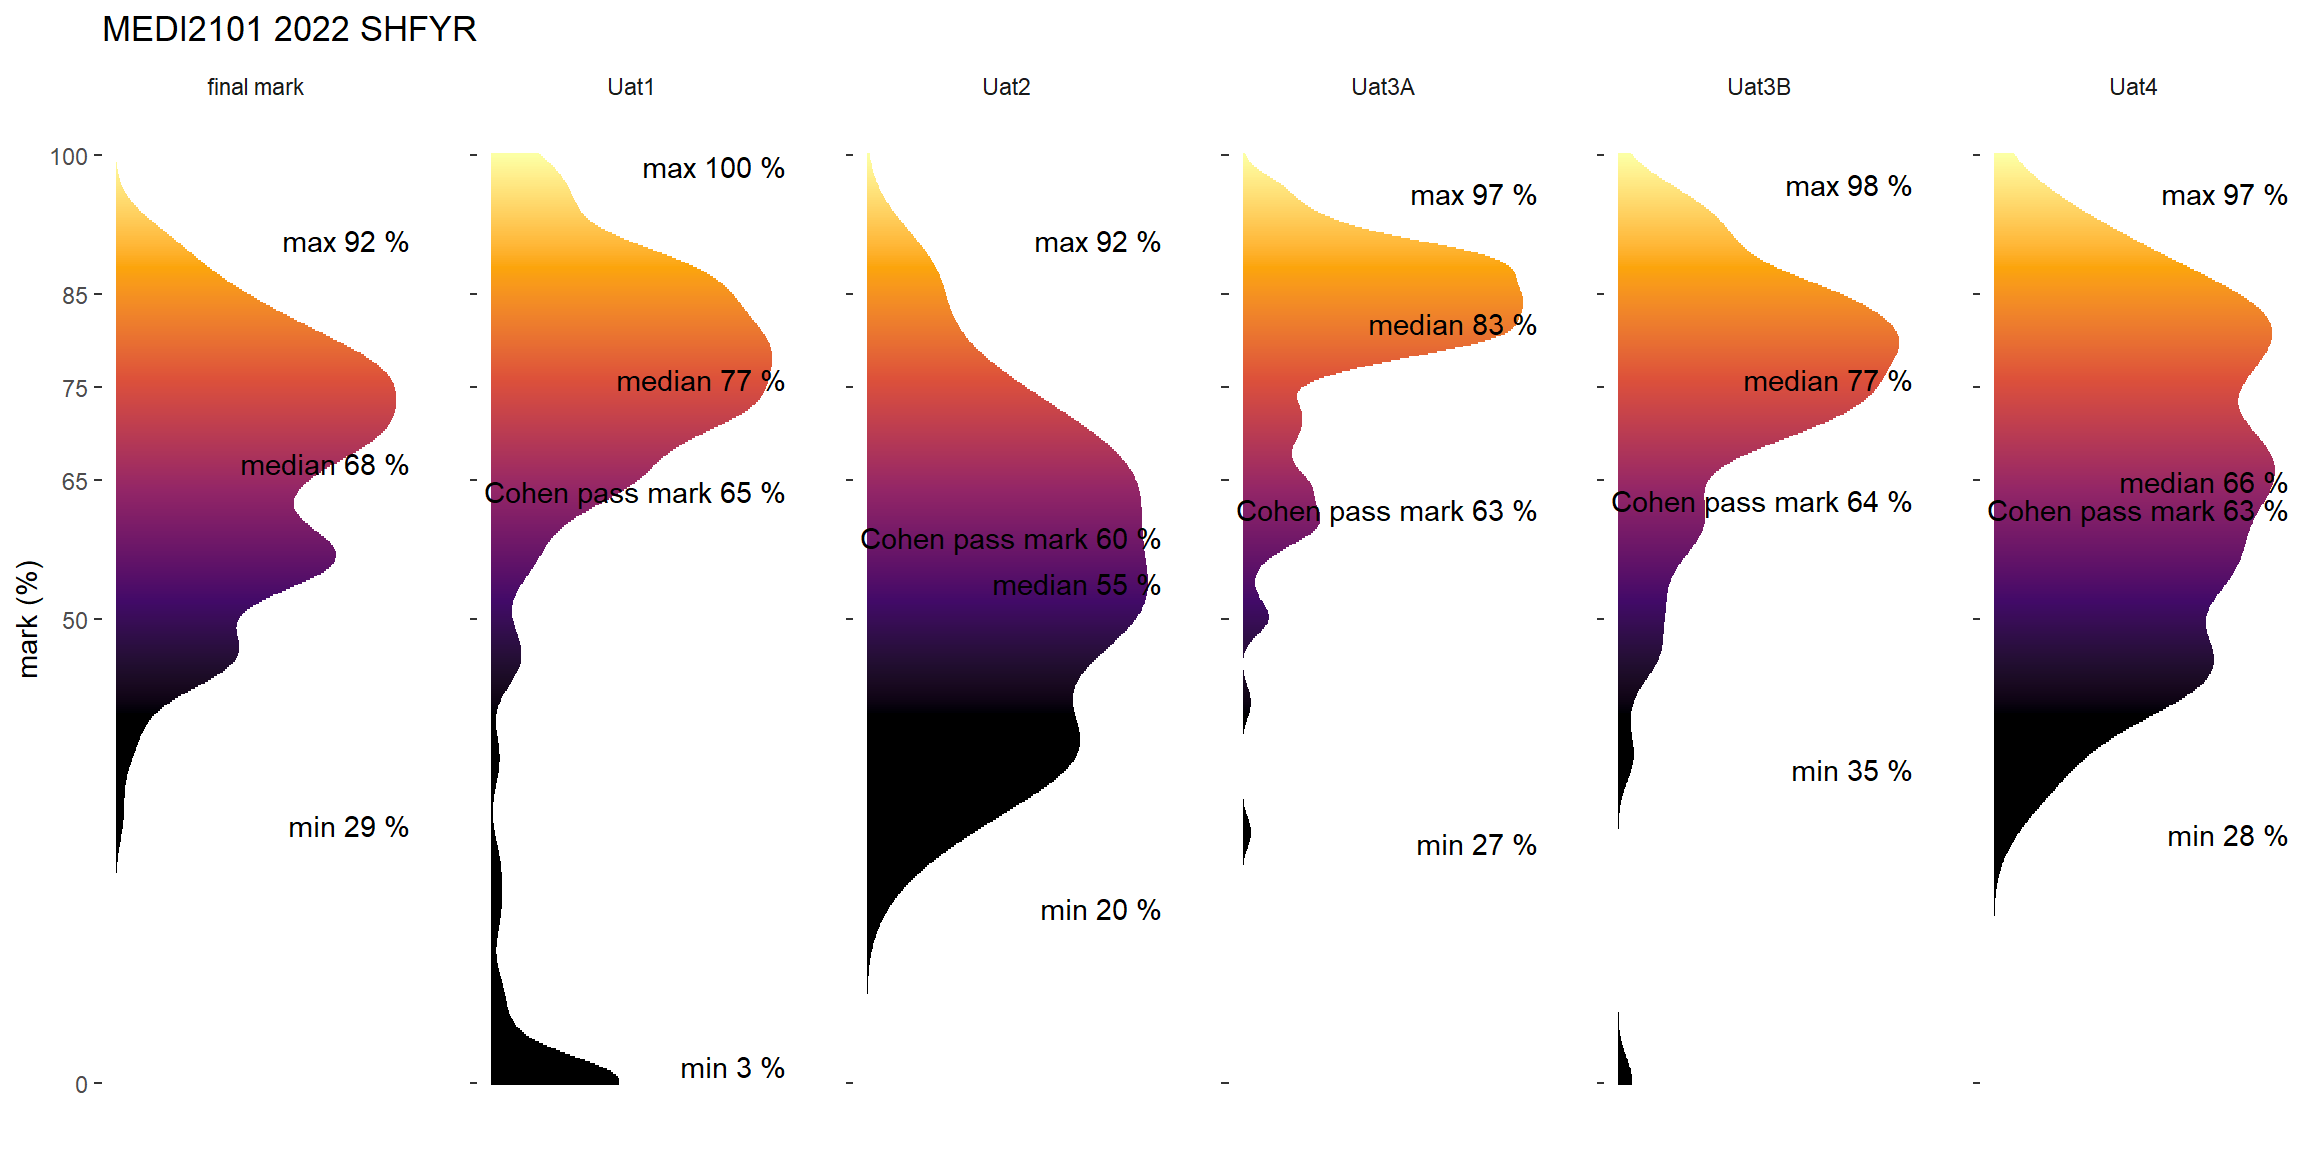 MEDI2101 2022 SHFYR
final mark
Uat1
Uat2
Uat3A
Uat3B
Uat4
mark (%)
100
85
75
65
50
0
max 92 %
median 68 %
min 29 %
max 100 %
median 77 %
Cohen pass mark 65 %
min 3 %
max 92 %
Cohen pass mark 60 %
median 55 %
min 20 %
max 97 %
median 83 %
Cohen pass mark 63 %
min 27 %
max 98 %
median 77 %
Cohen pass mark 64 %
min 35 %
max 97 %
median 66 %
Cohen pass mark 63 %
min 28 %